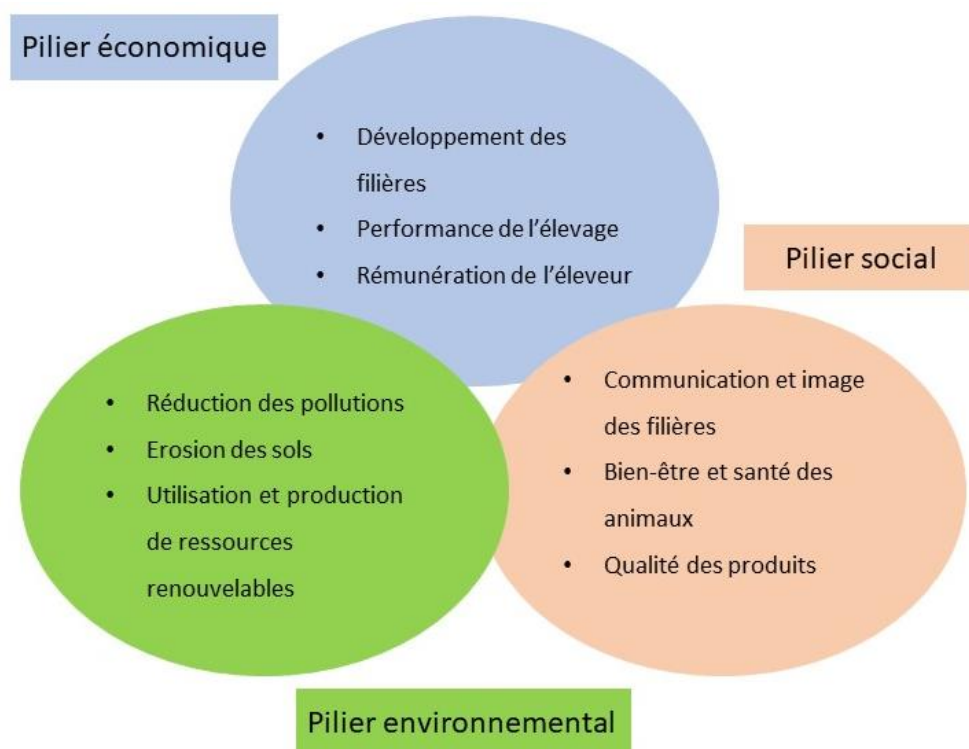 Pilier économique
• Développement des
filières
• Performance de l’élevage
• Rémunération de l’éleveur
Pilier social
• Communication et image
des filières
• Bien-être et santé des
animaux
• Qualité des produits
• Réduction des pollutions
• Erosion des sols
• Utilisation et production
de ressources
renouvelables
Pilier environnemental